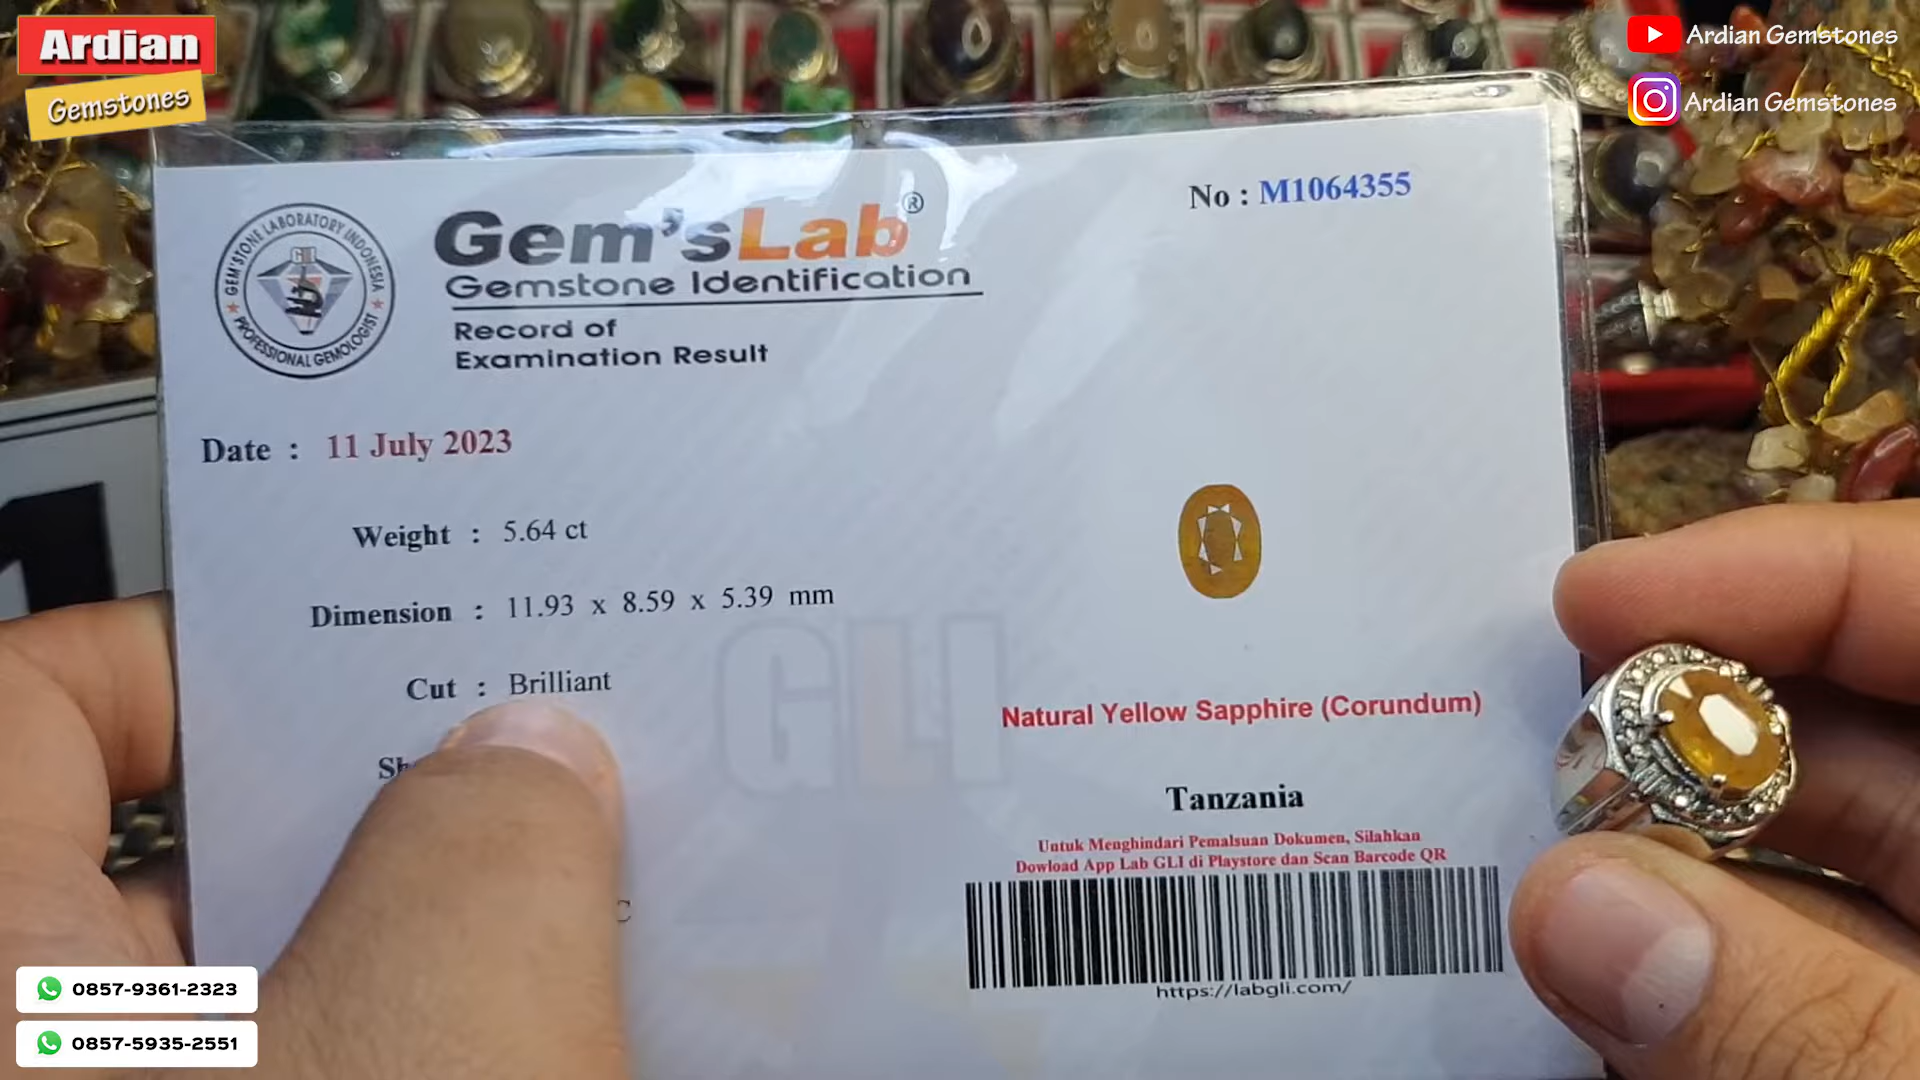 Ardian
Gemstones
Ardian Gemstones
Ardian Gemstones
No : M1064355
GEM'STONE LABORATORY INDONESIA
GLI
PROFESSIONAL GEMOLOGIST
Gem'sLab®
Gemstone Identification
Record of
Examination Result
Date : 11 July 2023
Weight : 5.64 ct
Dimension : 11.93 x 8.59 x 5.39 mm
Cut : Brilliant
GLI
Natural Yellow Sapphire (Corundum)
Tanzania
Untuk Menghindari Pemalsuan Dokumen, Silahkan
Dowload App Lab GLI di Playstore dan Scan Barcode QR
https://labgli.com/
0857-9361-2323
0857-5935-2551